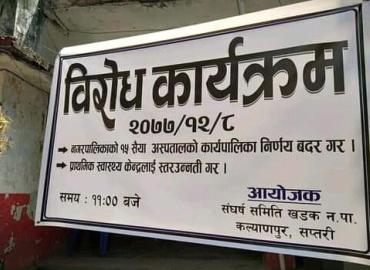 विरोध कार्यक्रम
२०७७/१२/८
नगरपालिकाको १५ सैया अस्पतालको कार्यपालिका निर्णय बदर गर ।
प्राथमिक स्वास्थ्य केन्द्रलाई स्तरउन्नती गर ।
समय : ११:०० बजे
आयोजक
संघर्ष समिति खडक न.पा.
कल्याणपुर, सप्तरी